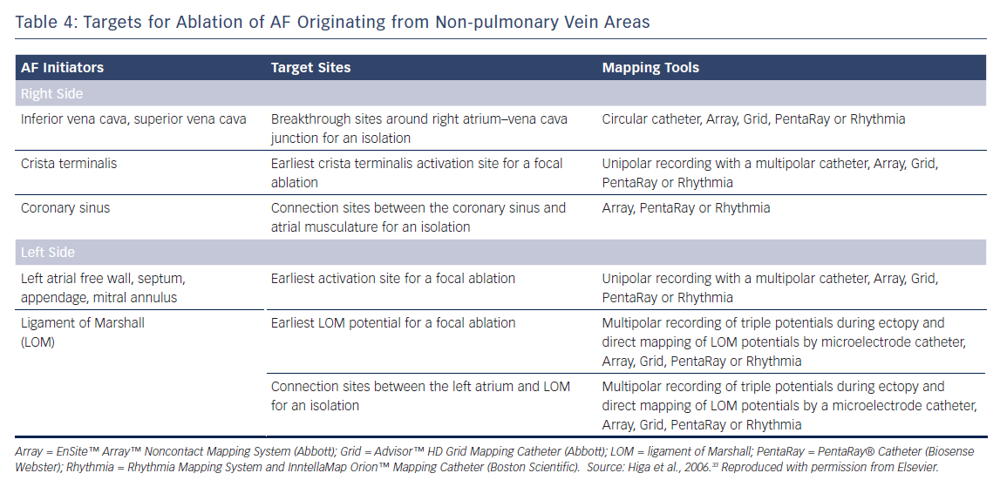 Table 4: Targets for Ablation of AF Originating from Non-pulmonary Vein Areas
AF Initiators Target Sites Mapping Tools
Right Side
Inferior vena cava, superior vena cava Breakthrough sites around right atrium–vena cava Circular catheter, Array, Grid, PentaRay or Rhythmia
junction for an isolation
Crista terminalis Earliest crista terminalis activation site for a focal Unipolar recording with a multipolar catheter, Array, Grid,
ablation PentaRay or Rhythmia
Coronary sinus Connection sites between the coronary sinus and Array, PentaRay or Rhythmia
atrial musculature for an isolation
Left Side
Left atrial free wall, septum, Earliest activation site for a focal ablation Unipolar recording with a multipolar catheter, Array, Grid,
appendage, mitral annulus PentaRay or Rhythmia
Ligament of Marshall Earliest LOM potential for a focal ablation Multipolar recording of triple potentials during ectopy and
(LOM) direct mapping of LOM potentials by microelectrode catheter,
Array, Grid, PentaRay or Rhythmia
Connection sites between the left atrium and LOM Multipolar recording of triple potentials during ectopy and
for an isolation direct mapping of LOM potentials by a microelectrode catheter,
Array, Grid, PentaRay or Rhythmia
Array = EnSite™ Array™ Noncontact Mapping System (Abbott); Grid = Advisor™ HD Grid Mapping Catheter (Abbott); LOM = ligament of Marshall; PentaRay = PentaRay® Catheter (Biosense
Webster); Rhythmia = Rhythmia Mapping System and InntellaMap Orion™ Mapping Catheter (Boston Scientific). Source: Higa et al., 2006.³³ Reproduced with permission from Elsevier.